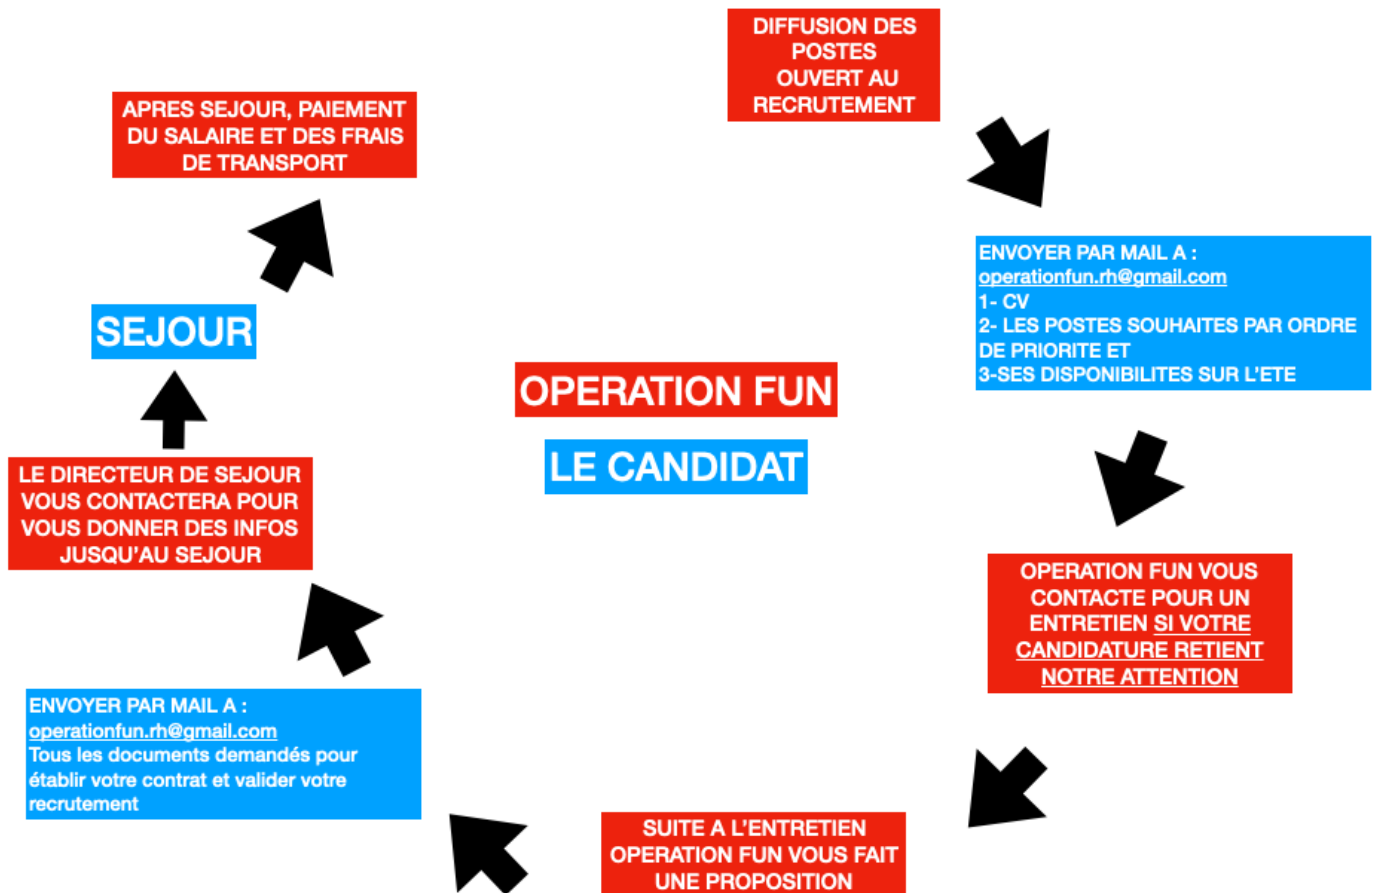 DIFFUSION DES
POSTES
OUVERT AU
RECRUTEMENT
ENVOYER PAR MAIL A :
operationfun.rh@gmail.com
1- CV
2- LES POSTES SOUHAITES PAR ORDRE
DE PRIORITE ET
3-SES DISPONIBILITES SUR L'ETE
OPERATION FUN VOUS
CONTACTE POUR UN
ENTRETIEN SI VOTRE
CANDIDATURE RETIENT
NOTRE ATTENTION
SUITE A L'ENTRETIEN
OPERATION FUN VOUS FAIT
UNE PROPOSITION
ENVOYER PAR MAIL A :
operationfun.rh@gmail.com
Tous les documents demandés pour
établir votre contrat et valider votre
recrutement
LE DIRECTEUR DE SEJOUR
VOUS CONTACTERA POUR
VOUS DONNER DES INFOS
JUSQU'AU SEJOUR
SEJOUR
APRES SEJOUR, PAIEMENT
DU SALAIRE ET DES FRAIS
DE TRANSPORT
OPERATION FUN
LE CANDIDAT